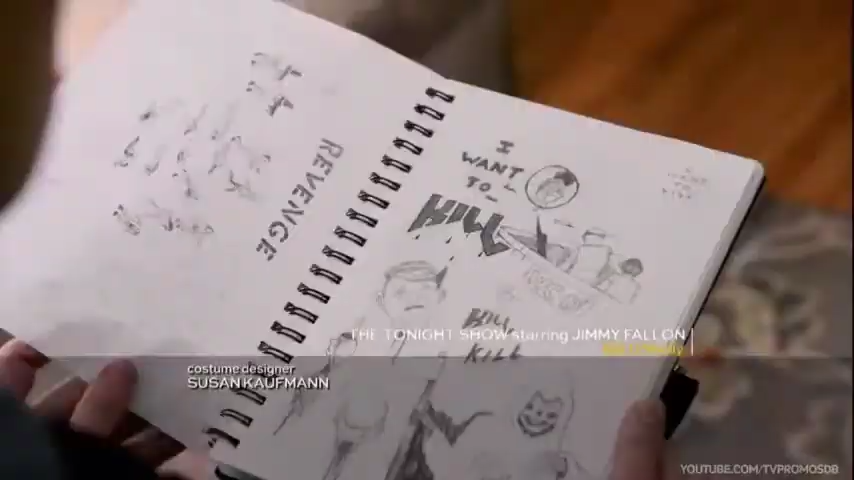 REVENGE
I
WANT
TO
KILL
KILL
KILL
THE TONIGHT SHOW starring JIMMY FALLON
costume designer
SUSAN KAUFMANN
YOUTUBE.COM/TVPROMOSDB